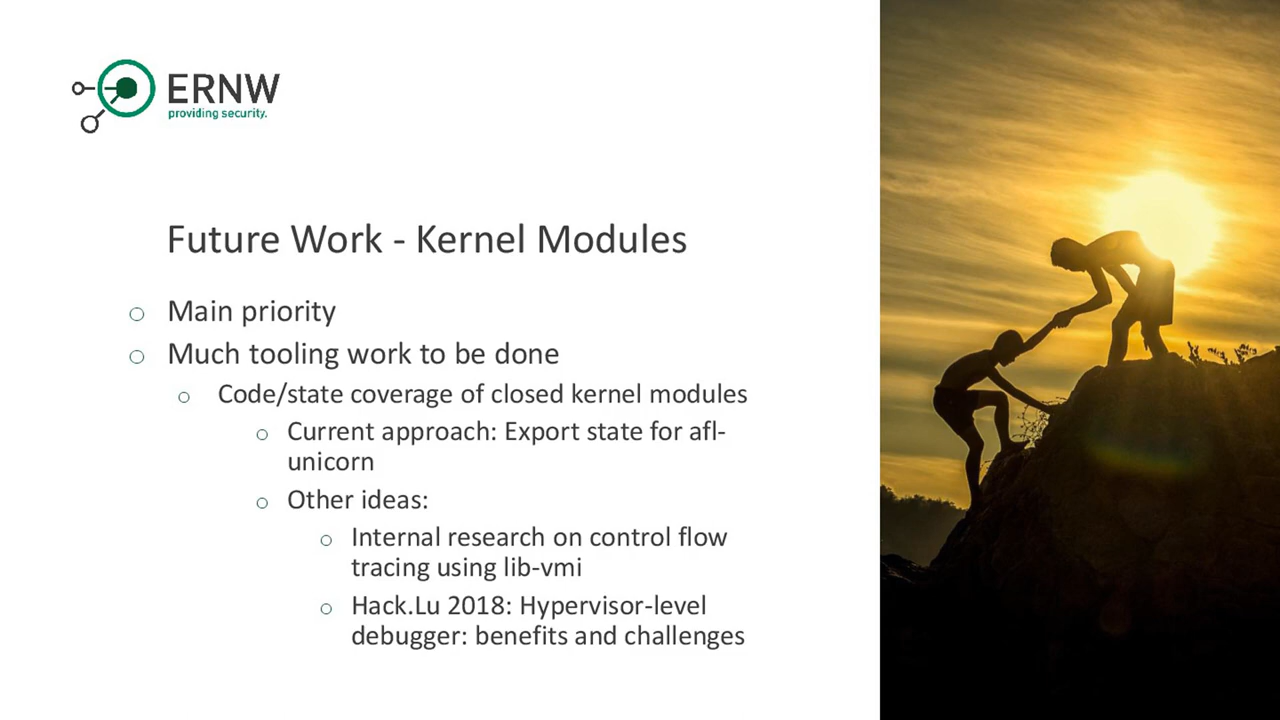 ERNW
providing security.
Future Work - Kernel Modules
Main priority
Much tooling work to be done
Code/state coverage of closed kernel modules
Current approach: Export state for afl-
unicorn
Other ideas:
Internal research on control flow
tracing using lib-vmi
Hack.Lu 2018: Hypervisor-level
debugger: benefits and challenges